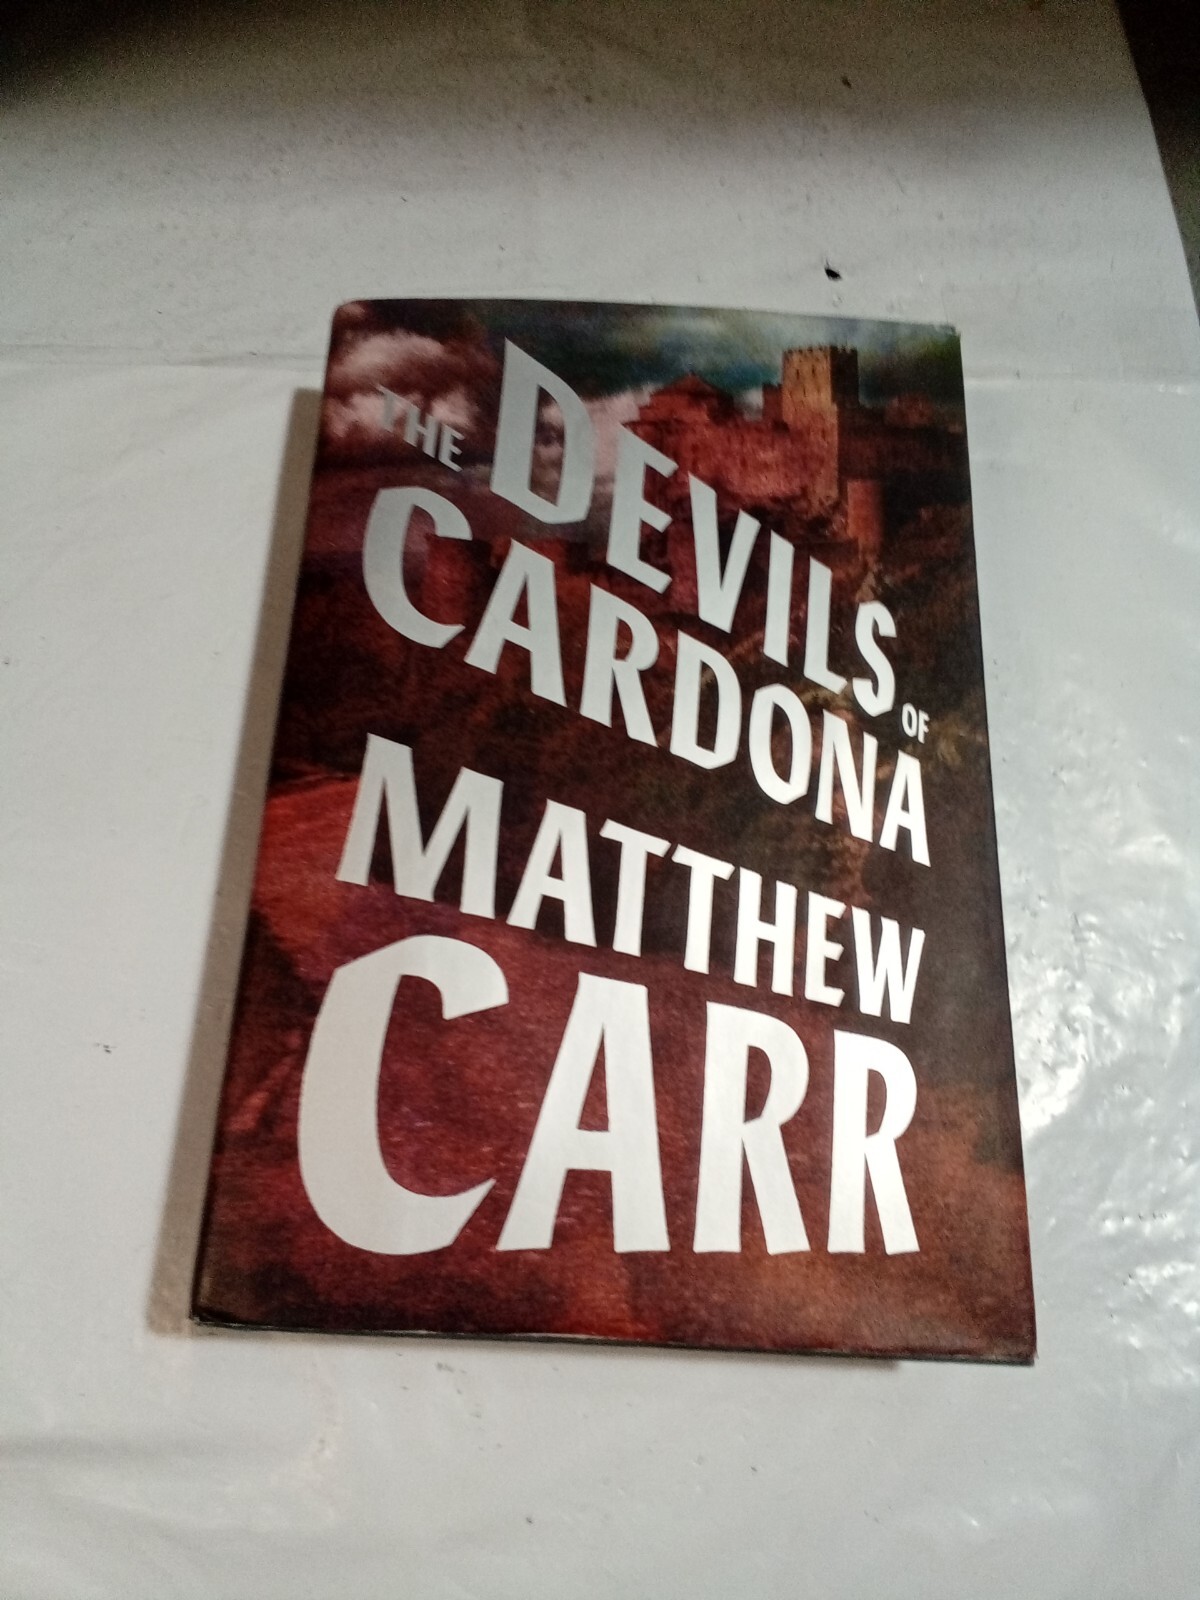 THE DEVILS OF
CARDONA
MATTHEW
CARR